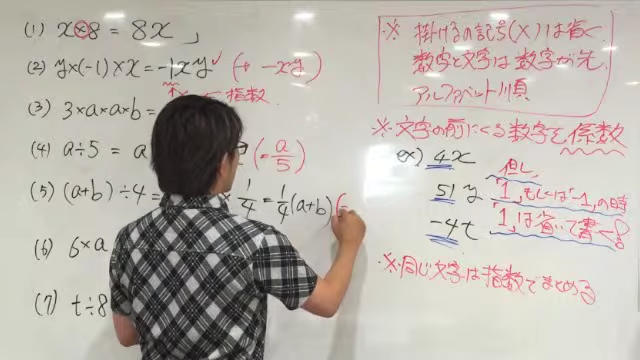 (1) x×8 = 8x
(2) y×(-1)×x = -1xy (→ -xy)
指数
(3) 3×a×a×b =
(4) a÷5 = a (= a/5)
(5) (a+b)÷4 = × 1/4 = 1/4(a+b) (=
(6) 6×a
(7) t÷8
※ 掛けるの記号(×)は省く
数字と文字は数字が先
アルファベット順
※文字の前にくる数字を係数
ex) 4x 但し、
51y "1"もしくは"-1"の時
-4t "1"は省いて書く。
※同じ文字は指数でまとめる